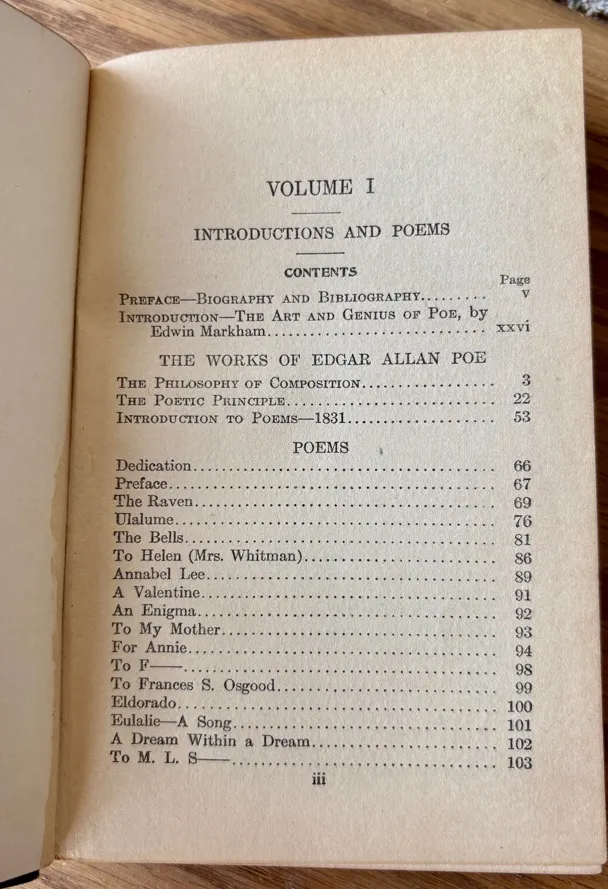 VOLUME I
INTRODUCTIONS AND POEMS
CONTENTS
Page
PREFACE—BIOGRAPHY AND BIBLIOGRAPHY......... v
INTRODUCTION—THE ART AND GENIUS OF POE, by
Edwin Markham............................ xxvi
THE WORKS OF EDGAR ALLAN POE
THE PHILOSOPHY OF COMPOSITION................. 3
THE POETIC PRINCIPLE........................... 22
INTRODUCTION TO POEMS—1831................... 53
POEMS
Dedication....................................... 66
Preface.......................................... 67
The Raven....................................... 69
Ulalume......................................... 76
The Bells........................................ 81
To Helen (Mrs. Whitman)........................ 86
Annabel Lee..................................... 89
A Valentine...................................... 91
An Enigma...................................... 92
To My Mother................................... 93
For Annie....................................... 94
To F——........................................ 98
To Frances S. Osgood............................ 99
Eldorado........................................ 100
Eulalie—A Song................................. 101
A Dream Within a Dream........................ 102
To M. L. S——.................................. 103
iii